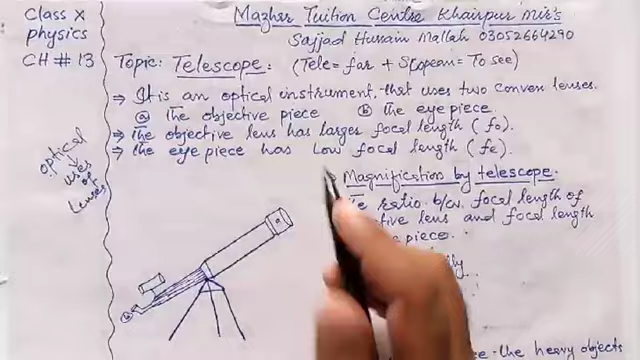 Class X
physics
CH # 13
Mazher Tuition Centre Khairpur Mir's
Sajjad Hussain Mallah 03052664290
Topic: Telescope: (Tele = far + Scopeam = To see)
⇒ It is an optical instrument that uses two convex lenses.
ⓐ The objective piece ⓑ The eye piece
⇒ The objective lens has larger focal length (fo).
⇒ The eye piece has Low focal length (fe).
optical
uses
of
Lenses
Magnification by telescope.
ratio b/w focal length of
lens and focal length
piece.
the heavy objects